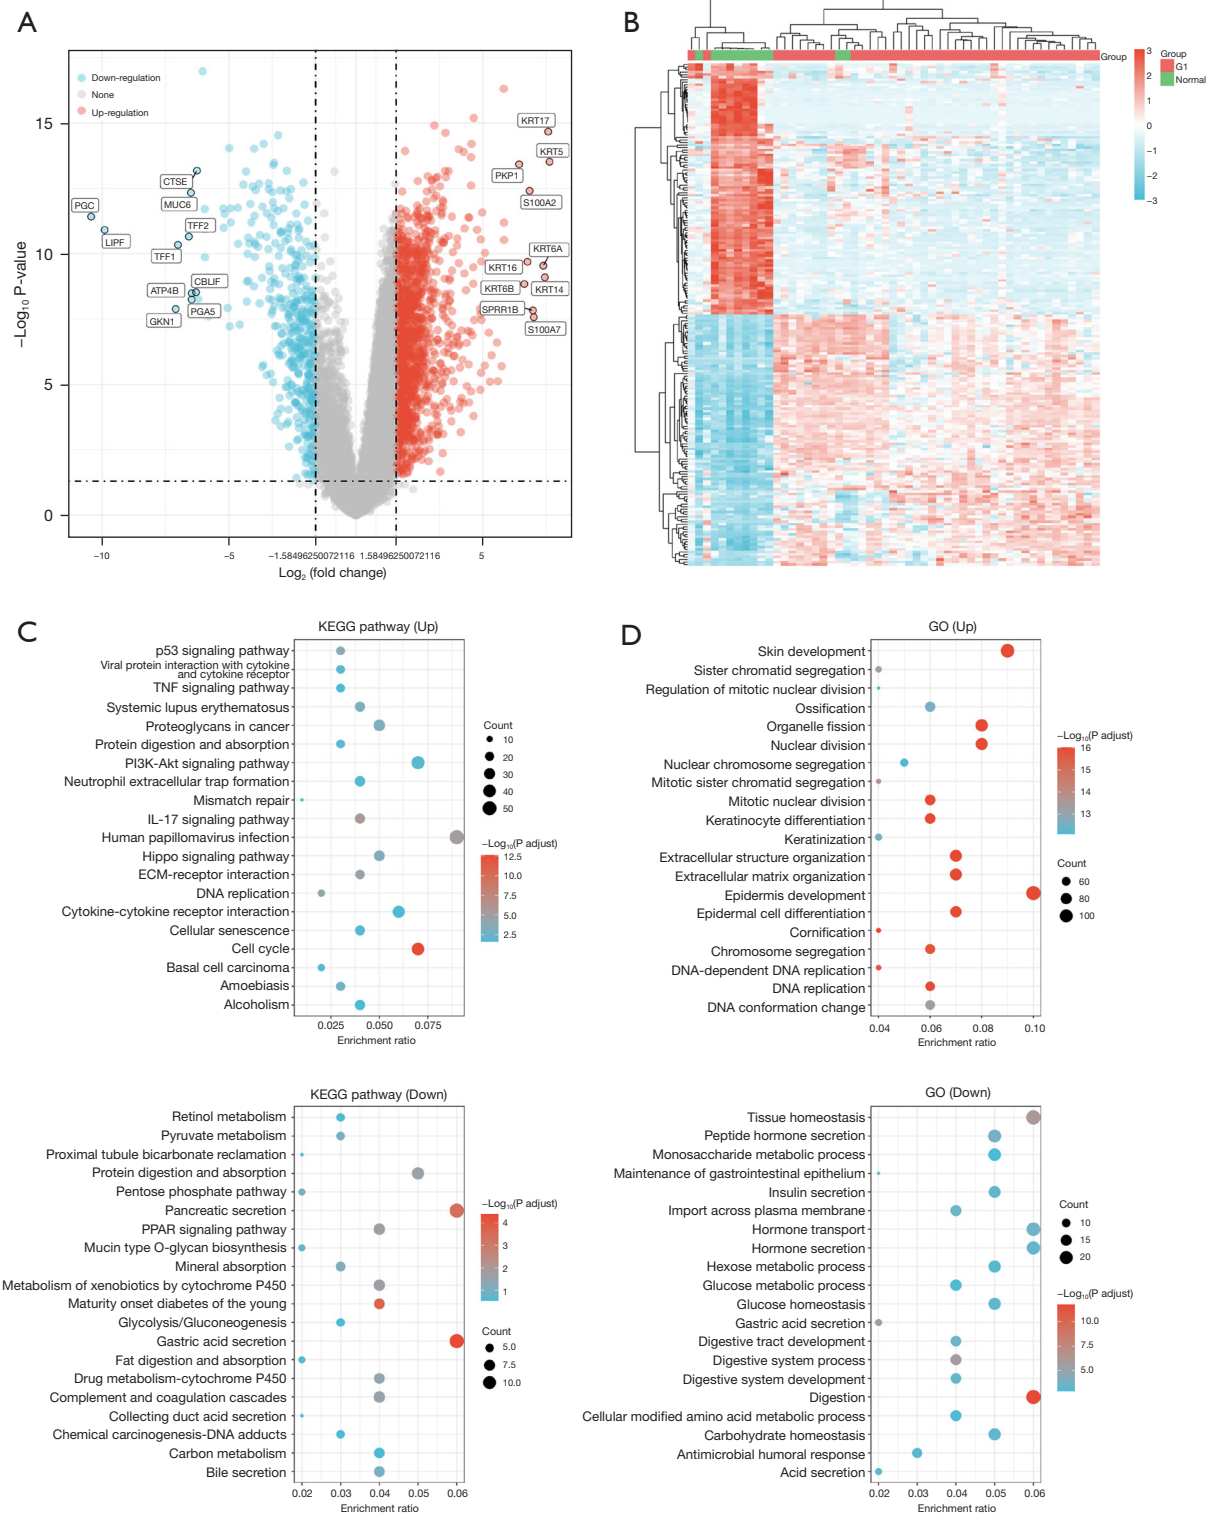 A
Down-regulation
None
Up-regulation
KRT17
KRT5
PKP1
S100A2
CTSE
MUC6
PGC
TFF2
LIPF
TFF1
KRT6A
KRT16
KRT14
KRT6B
CBLIF
ATP4B
PGA5
GKN1
SPRR1B
S100A7
15
10
5
0
−Log10 P-value
−10
−5
−1.58496250072116
1.58496250072116
5
Log2 (fold change)
B
Group
3
2
1
0
−1
−2
−3
Group
G1
Normal
C
KEGG pathway (Up)
p53 signaling pathway
Viral protein interaction with cytokine
and cytokine receptor
TNF signaling pathway
Systemic lupus erythematosus
Proteoglycans in cancer
Protein digestion and absorption
PI3K-Akt signaling pathway
Neutrophil extracellular trap formation
Mismatch repair
IL-17 signaling pathway
Human papillomavirus infection
Hippo signaling pathway
ECM-receptor interaction
DNA replication
Cytokine-cytokine receptor interaction
Cellular senescence
Cell cycle
Basal cell carcinoma
Amoebiasis
Alcoholism
0.025
0.050
0.075
Enrichment ratio
Count
10
20
30
40
50
−Log10(P adjust)
12.5
10.0
7.5
5.0
2.5
D
GO (Up)
Skin development
Sister chromatid segregation
Regulation of mitotic nuclear division
Ossification
Organelle fission
Nuclear division
Nuclear chromosome segregation
Mitotic sister chromatid segregation
Mitotic nuclear division
Keratinocyte differentiation
Keratinization
Extracellular structure organization
Extracellular matrix organization
Epidermis development
Epidermal cell differentiation
Cornification
Chromosome segregation
DNA-dependent DNA replication
DNA replication
DNA conformation change
0.04
0.06
0.08
0.10
Enrichment ratio
−Log10(P adjust)
16
15
14
13
Count
60
80
100
KEGG pathway (Down)
Retinol metabolism
Pyruvate metabolism
Proximal tubule bicarbonate reclamation
Protein digestion and absorption
Pentose phosphate pathway
Pancreatic secretion
PPAR signaling pathway
Mucin type O-glycan biosynthesis
Mineral absorption
Metabolism of xenobiotics by cytochrome P450
Maturity onset diabetes of the young
Glycolysis/Gluconeogenesis
Gastric acid secretion
Fat digestion and absorption
Drug metabolism-cytochrome P450
Complement and coagulation cascades
Collecting duct acid secretion
Chemical carcinogenesis-DNA adducts
Carbon metabolism
Bile secretion
0.02
0.03
0.04
0.05
0.06
Enrichment ratio
−Log10(P adjust)
4
3
2
1
Count
5.0
7.5
10.0
GO (Down)
Tissue homeostasis
Peptide hormone secretion
Monosaccharide metabolic process
Maintenance of gastrointestinal epithelium
Insulin secretion
Import across plasma membrane
Hormone transport
Hormone secretion
Hexose metabolic process
Glucose metabolic process
Glucose homeostasis
Gastric acid secretion
Digestive tract development
Digestive system process
Digestive system development
Digestion
Cellular modified amino acid metabolic process
Carbohydrate homeostasis
Antimicrobial humoral response
Acid secretion
0.02
0.03
0.04
0.05
0.06
Enrichment ratio
Count
10
15
20
−Log10(P adjust)
10.0
7.5
5.0